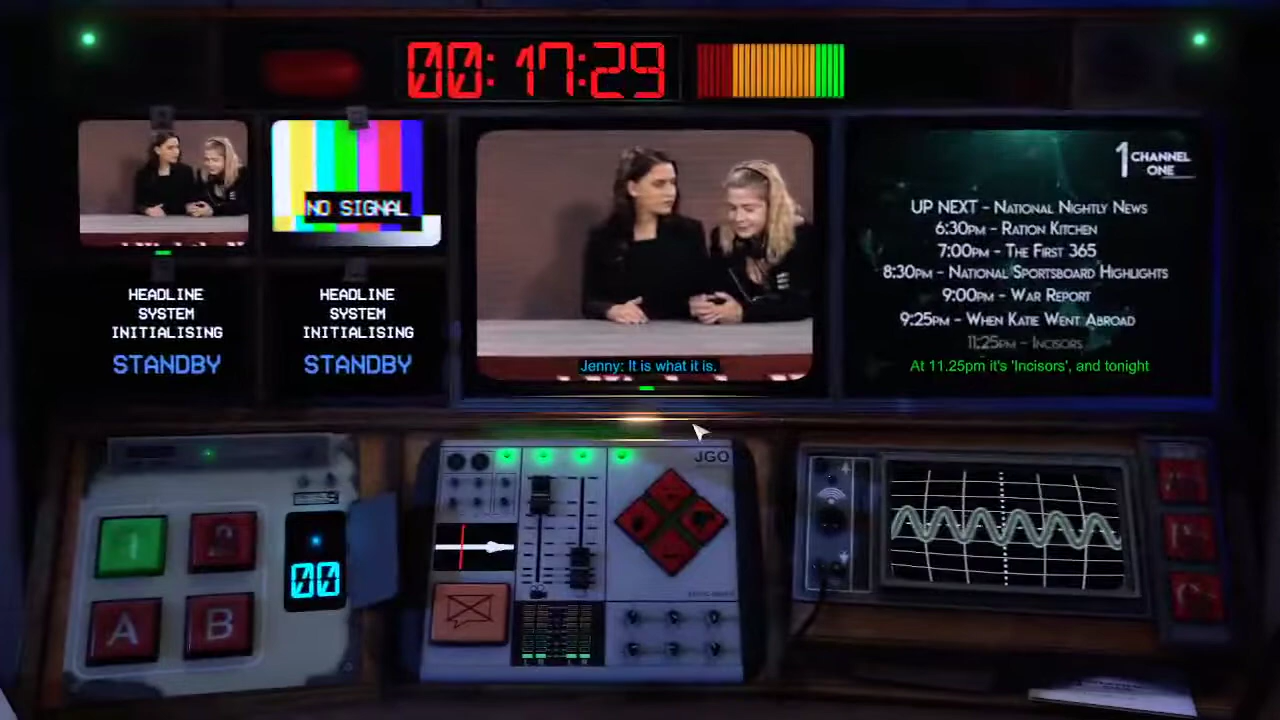 00:17:29
NO SIGNAL
HEADLINE
SYSTEM
INITIALISING
STANDBY
HEADLINE
SYSTEM
INITIALISING
STANDBY
Jenny: It is what it is.
1 CHANNEL
ONE
UP NEXT - NATIONAL NIGHTLY NEWS
6:30PM - RATION KITCHEN
7:00PM - THE FIRST 365
8:30PM - NATIONAL SPORTSBOARD HIGHLIGHTS
9:00PM - WAR REPORT
9:25PM - WHEN KATIE WENT ABROAD
11:25PM - INCISORS
At 11.25pm it's 'Incisors', and tonight
1
2
A
B
00
JGO
L R L R